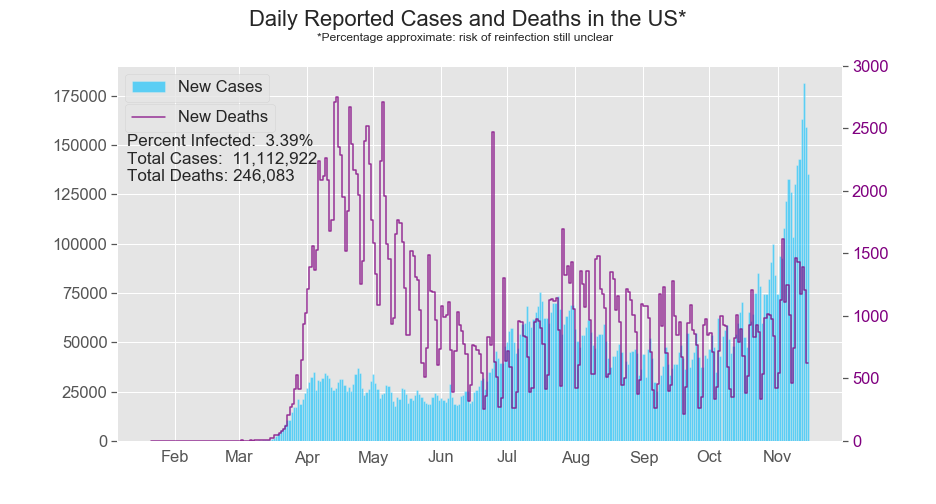 Daily Reported Cases and Deaths in the US*
*Percentage approximate: risk of reinfection still unclear
New Cases
New Deaths
Percent Infected:  3.39%
Total Cases:  11,112,922
Total Deaths: 246,083
175000
150000
125000
100000
75000
50000
25000
0
3000
2500
2000
1500
1000
500
0
Feb Mar Apr May Jun Jul Aug Sep Oct Nov